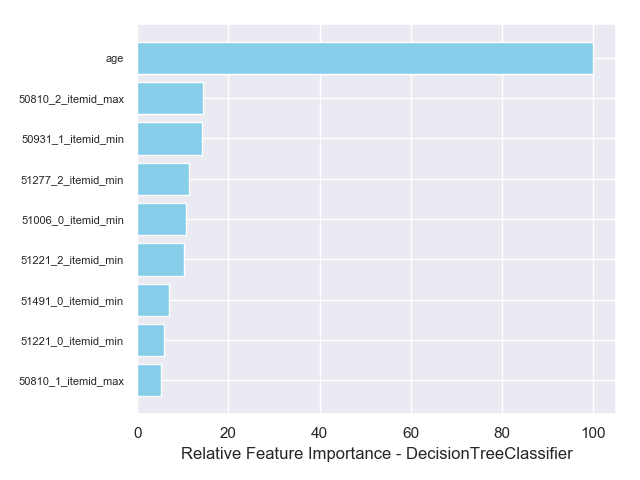 age
50810_2_itemid_max
50931_1_itemid_min
51277_2_itemid_min
51006_0_itemid_min
51221_2_itemid_min
51491_0_itemid_min
51221_0_itemid_min
50810_1_itemid_max
0 20 40 60 80 100
Relative Feature Importance - DecisionTreeClassifier